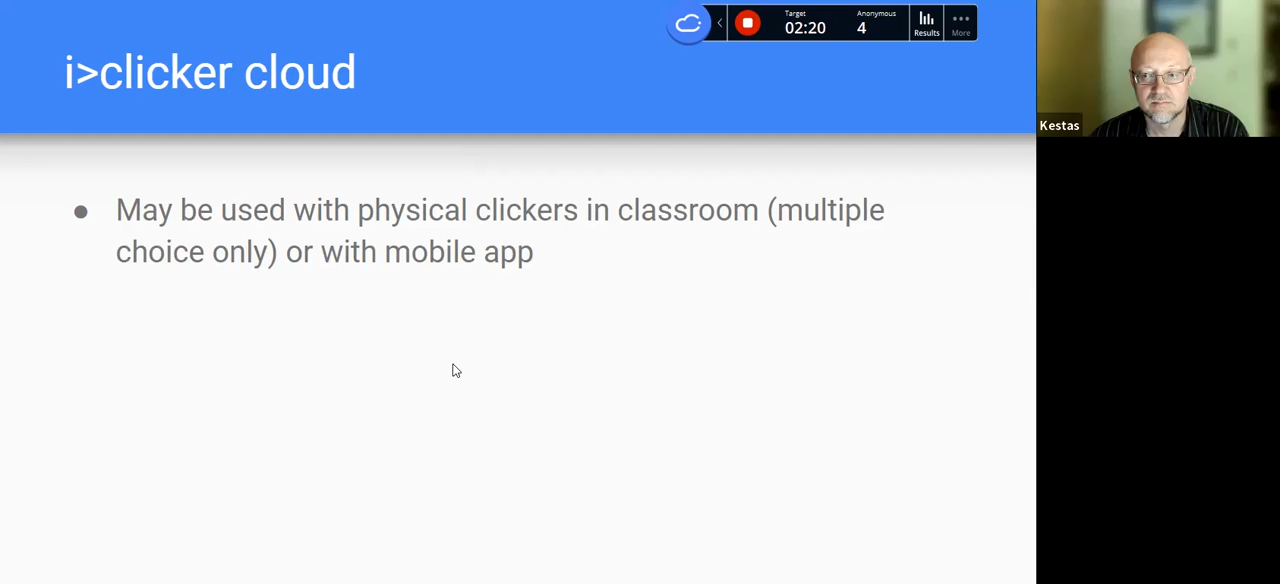 i>clicker cloud
Target
02:20
Anonymous
4
Results
More
Kestas
● May be used with physical clickers in classroom (multiple
choice only) or with mobile app